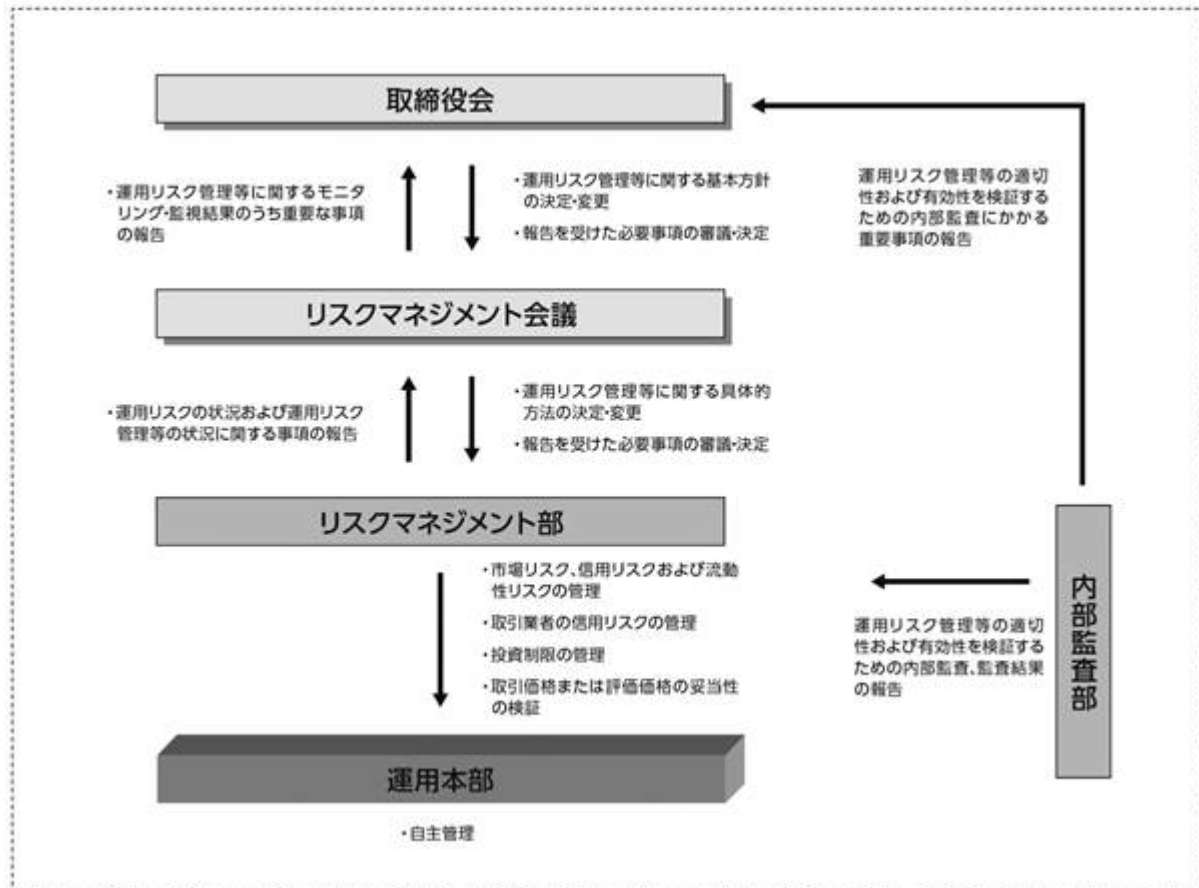 取締役会
・運用リスク管理等に関するモニタ
リング・監視結果のうち重要な事項
の報告
・運用リスク管理等に関する基本方針
の決定・変更
・報告を受けた必要事項の審議・決定
運用リスク管理等の適切
性および有効性を検証する
ための内部監査にかかる
重要事項の報告
リスクマネジメント会議
・運用リスクの状況および運用リスク
管理等の状況に関する事項の報告
・運用リスク管理等に関する具体的
方法の決定・変更
・報告を受けた必要事項の審議・決定
リスクマネジメント部
・市場リスク、信用リスクおよび流動
性リスクの管理
・取引業者の信用リスクの管理
・投資制限の管理
・取引価格または評価価格の妥当性
の検証
運用リスク管理等の適切
性および有効性を検証する
ための内部監査、監査結果
の報告
内部監査部
運用本部
・自主管理